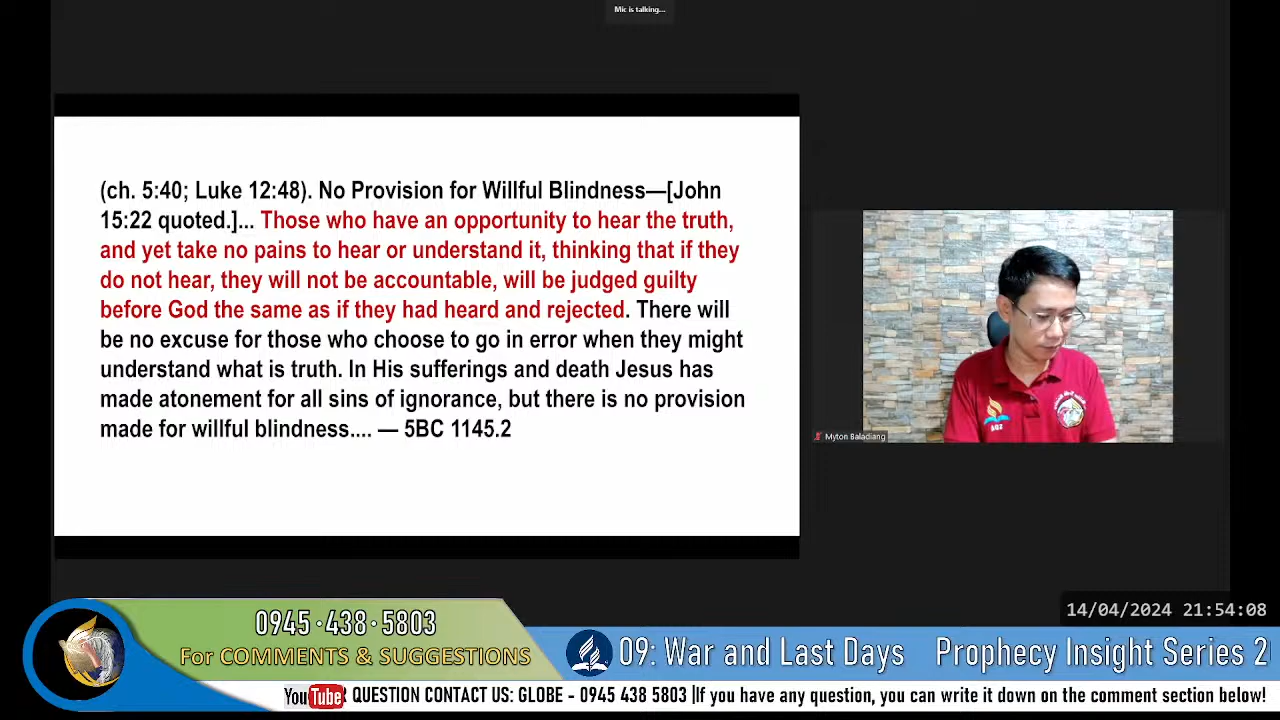 Mic is talking...
(ch. 5:40; Luke 12:48). No Provision for Willful Blindness—[John
15:22 quoted.]... Those who have an opportunity to hear the truth,
and yet take no pains to hear or understand it, thinking that if they
do not hear, they will not be accountable, will be judged guilty
before God the same as if they had heard and rejected. There will
be no excuse for those who choose to go in error when they might
understand what is truth. In His sufferings and death Jesus has
made atonement for all sins of ignorance, but there is no provision
made for willful blindness.... — 5BC 1145.2
Myton Baladiang
14/04/2024 21:54:08
0945·438·5803
For COMMENTS & SUGGESTIONS
09: War and Last Days Prophecy Insight Series 2
YouTube R QUESTION CONTACT US: GLOBE - 0945 438 5803 |If you have any question, you can write it down on the comment section below!